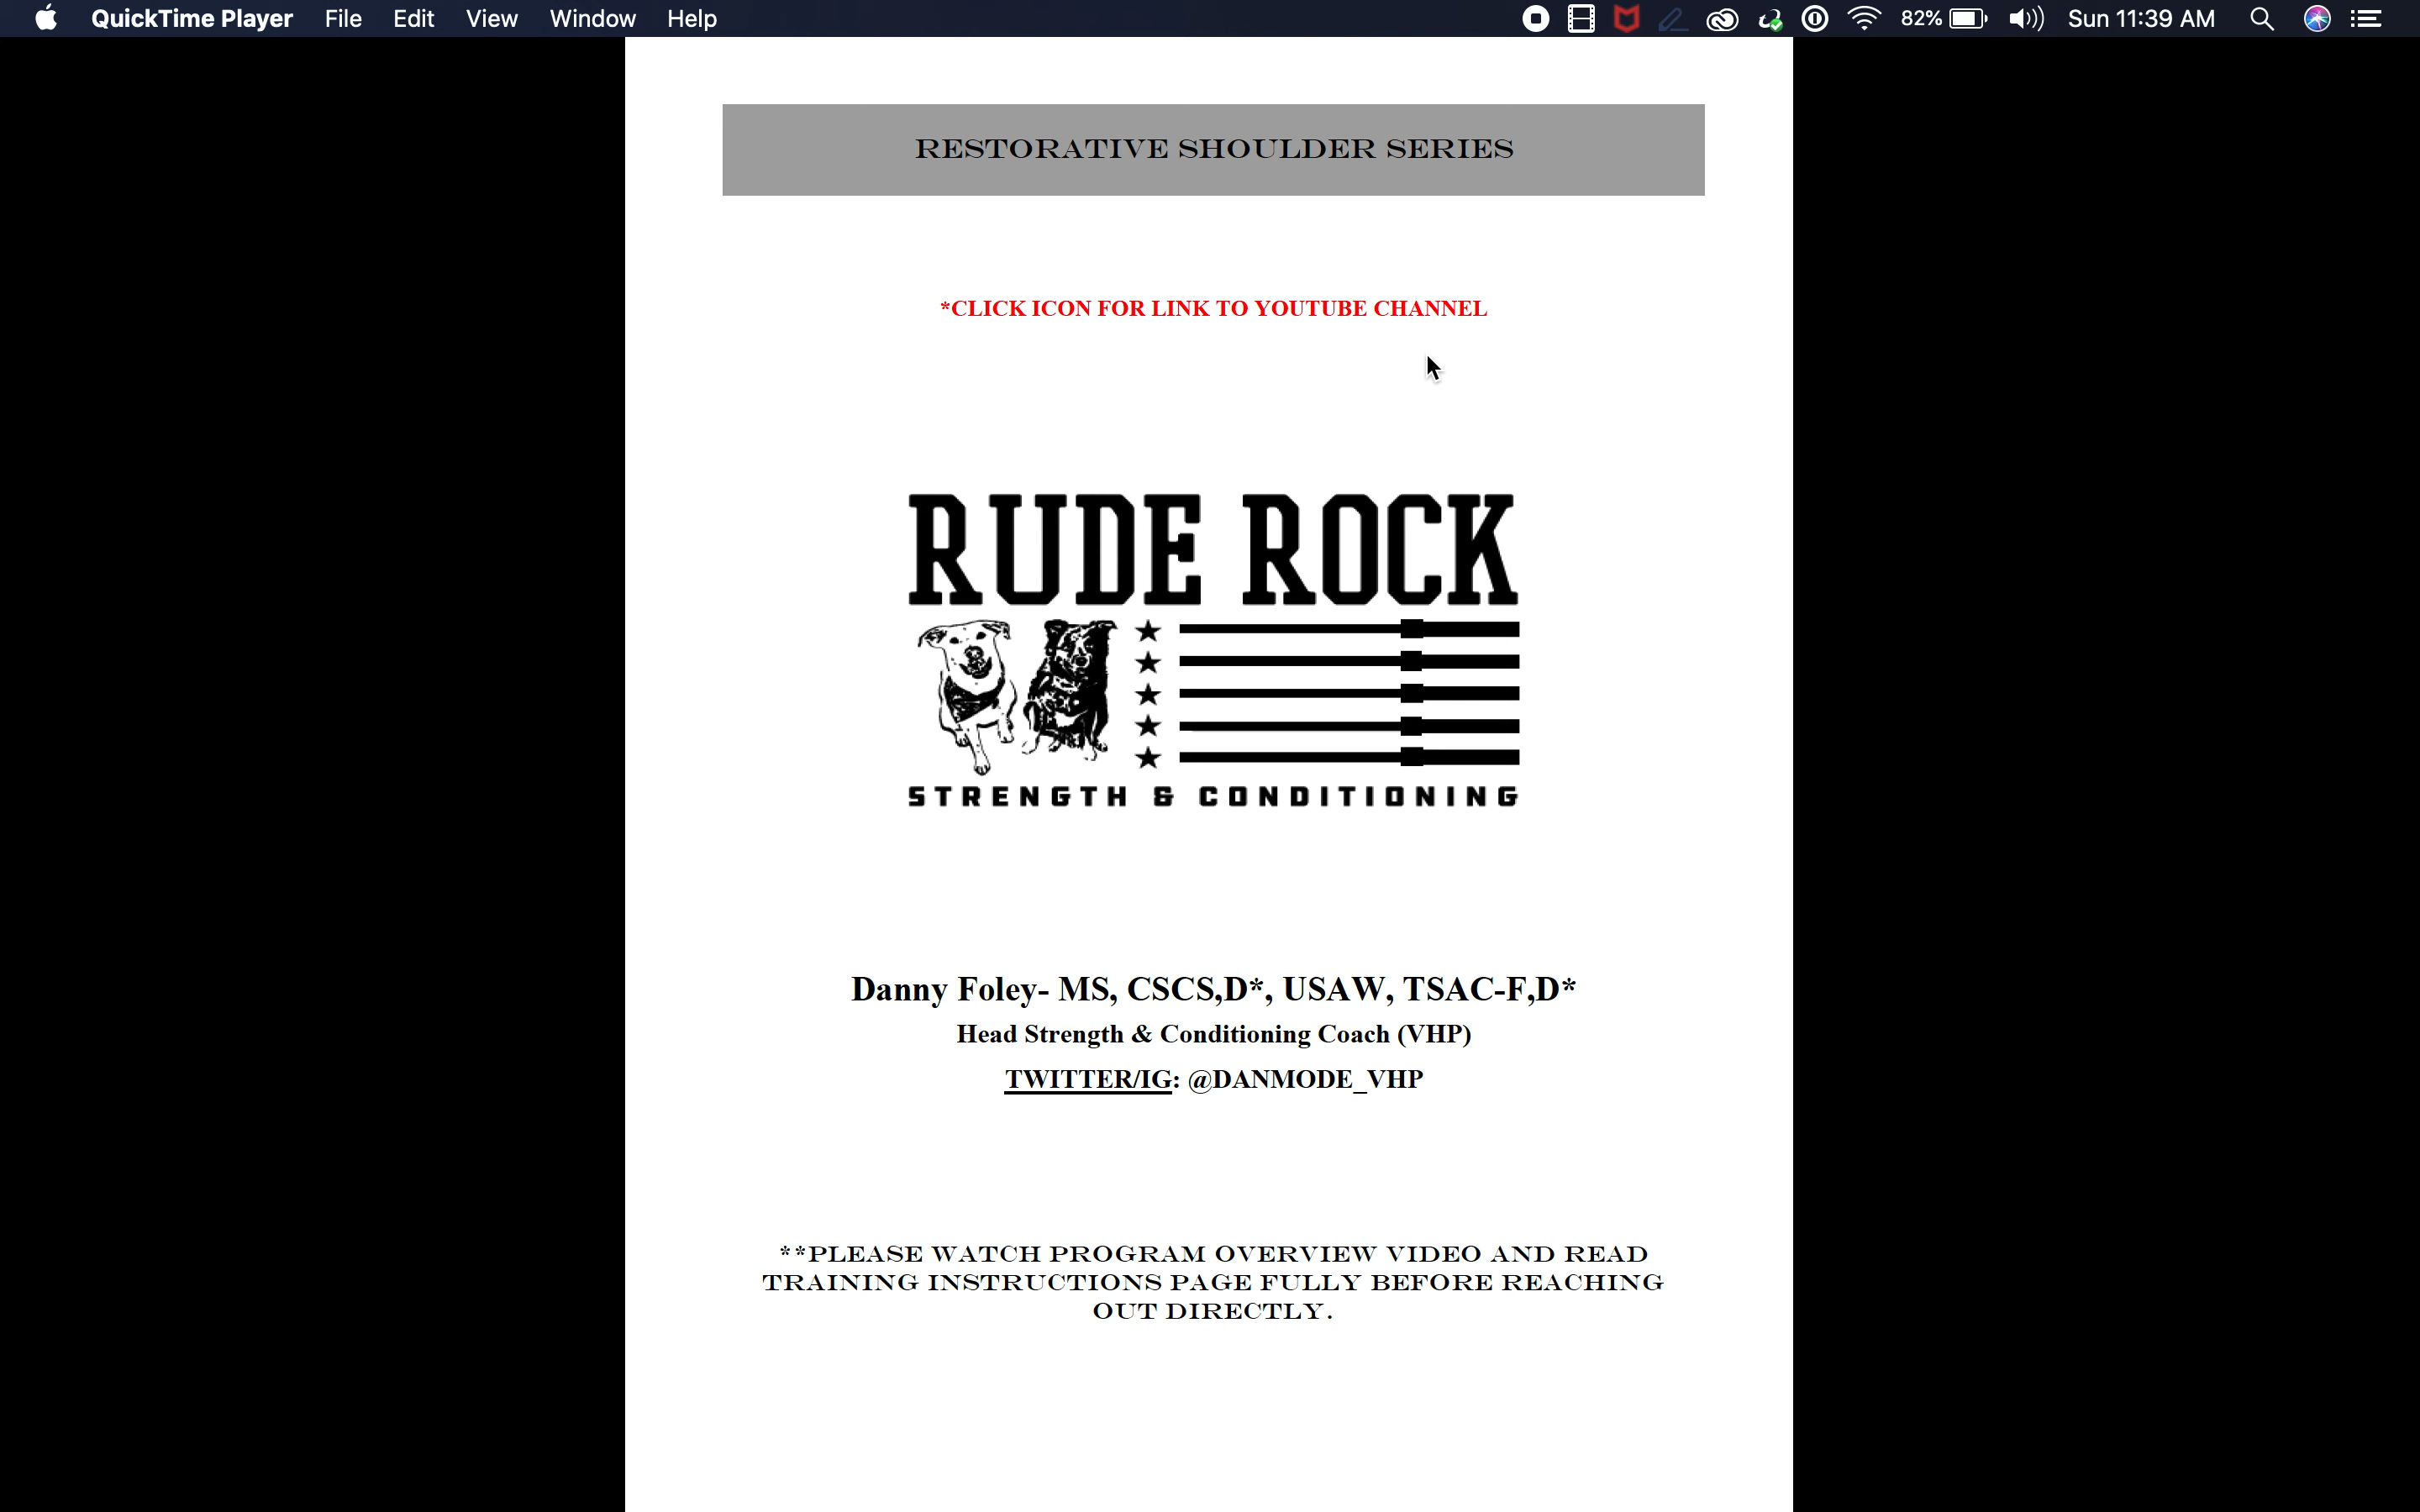 QuickTime Player File Edit View Window Help 82% Sun 11:39 AM
RESTORATIVE SHOULDER SERIES
*CLICK ICON FOR LINK TO YOUTUBE CHANNEL
RUDE ROCK
STRENGTH & CONDITIONING
Danny Foley- MS, CSCS,D*, USAW, TSAC-F,D*
Head Strength & Conditioning Coach (VHP)
TWITTER/IG: @DANMODE_VHP
**PLEASE WATCH PROGRAM OVERVIEW VIDEO AND READ
TRAINING INSTRUCTIONS PAGE FULLY BEFORE REACHING
OUT DIRECTLY.